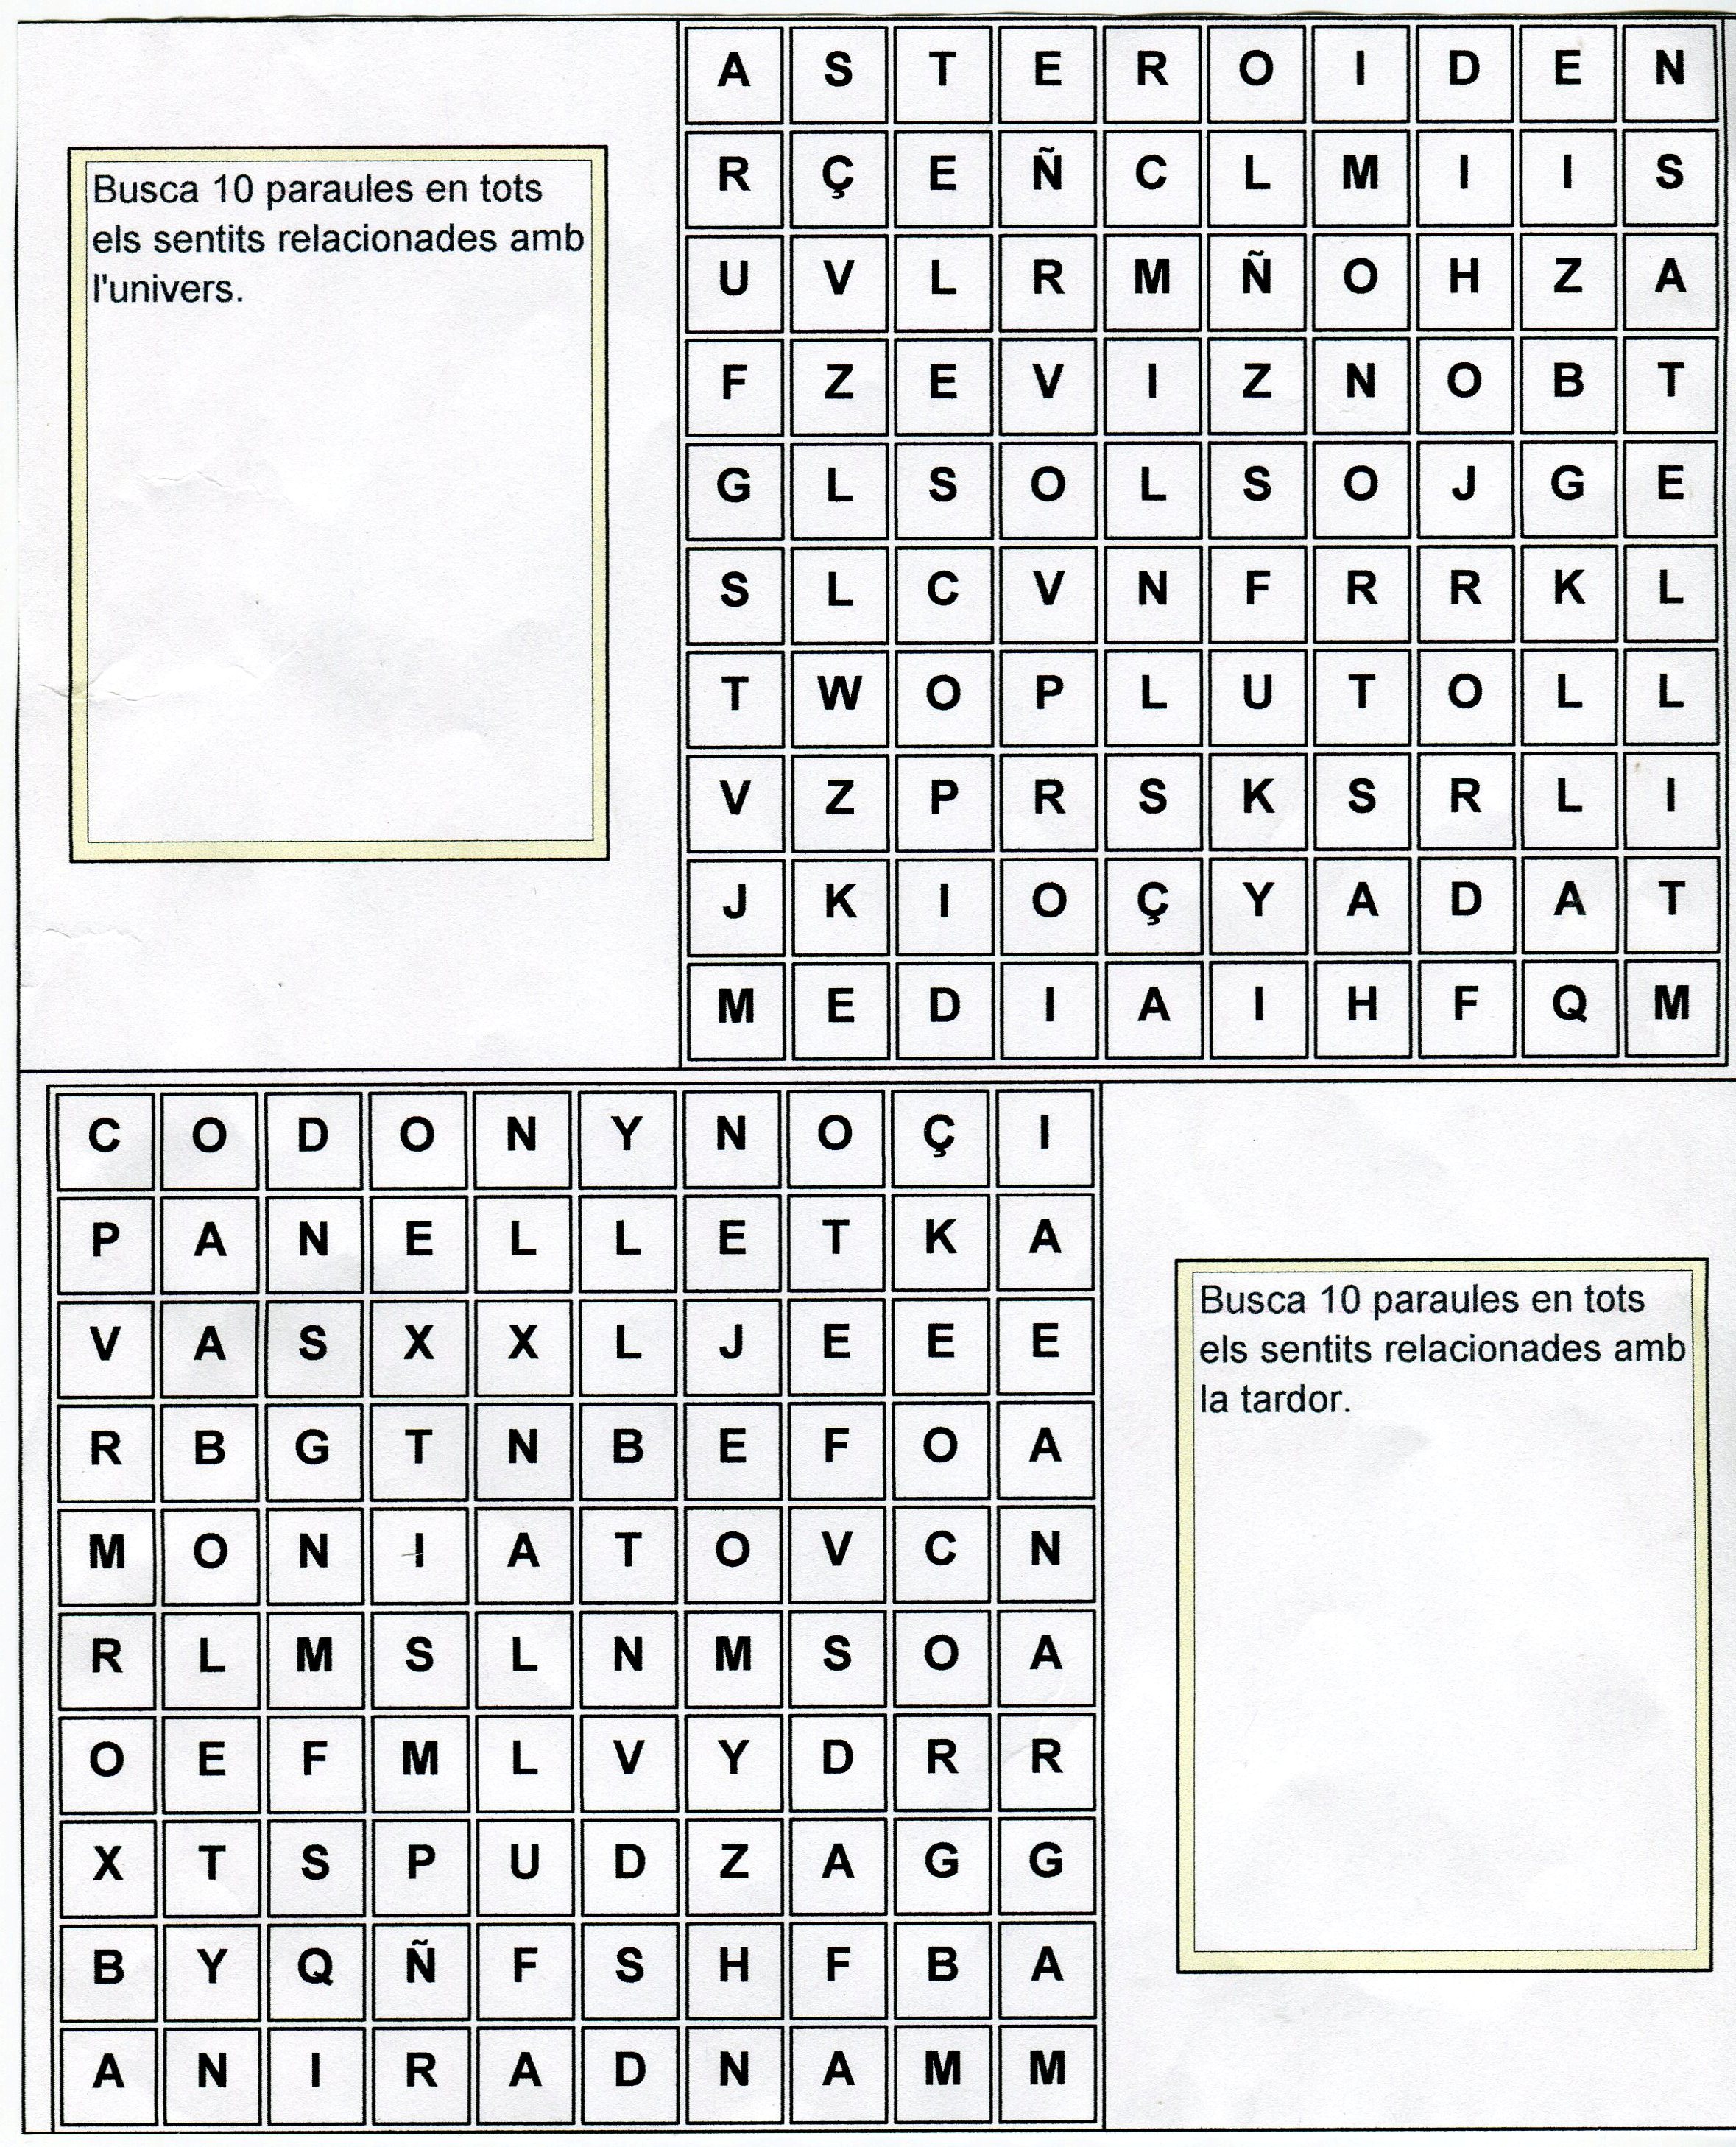 Busca 10 paraules en tots
els sentits relacionades amb
l'univers.
A S T E R O I D E N
R Ç E Ñ C L M I I S
U V L R M Ñ O H Z A
F Z E V I Z N O B T
G L S O L S O J G E
S L C V N F R R K L
T W O P L U T O L L
V Z P R S K S R L I
J K I O Ç Y A D A T
M E D I A I H F Q M
C O D O N Y N O Ç I
P A N E L L E T K A
V A S X X L J E E E
R B G T N B E F O A
M O N I A T O V C N
R L M S L N M S O A
O E F M L V Y D R R
X T S P U D Z A G G
B Y Q Ñ F S H F B A
A N I R A D N A M M
Busca 10 paraules en tots
els sentits relacionades amb
la tardor.